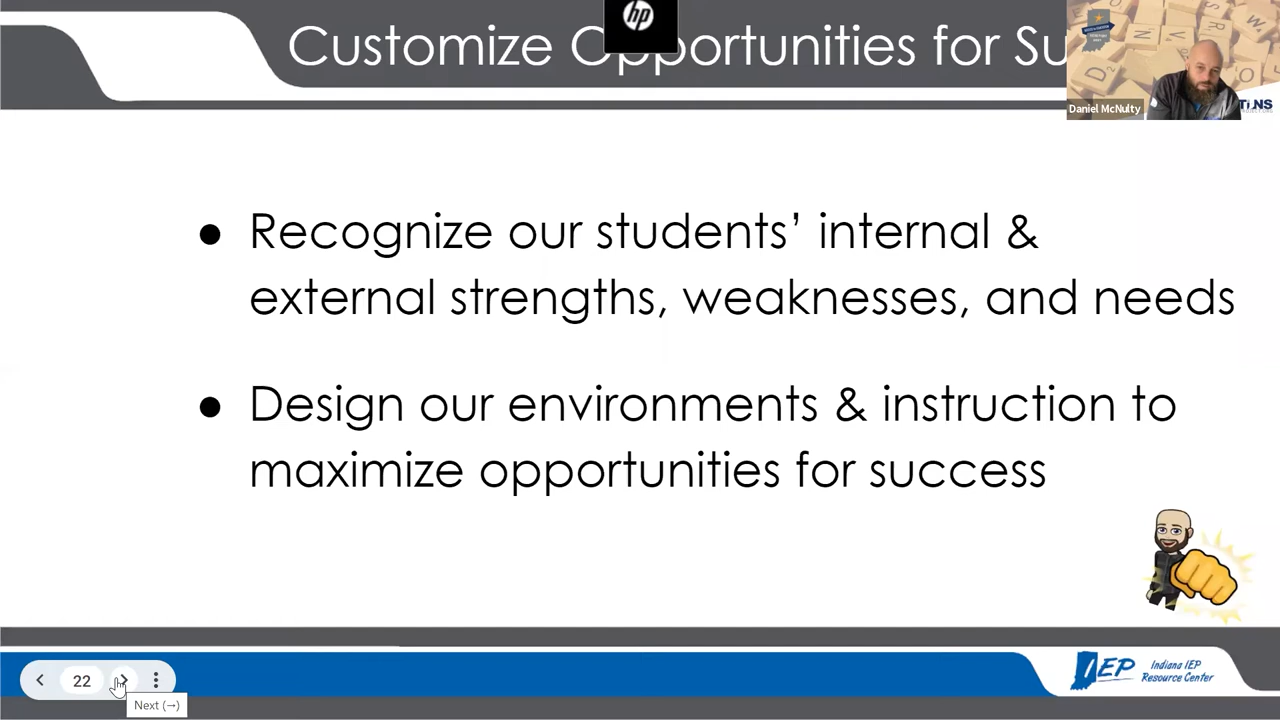 hp
Customize Opportunities for Su
Daniel McNulty
● Recognize our students’ internal &
external strengths, weaknesses, and needs
● Design our environments & instruction to
maximize opportunities for success
22
Next (→)
IEP
Indiana IEP
Resource Center